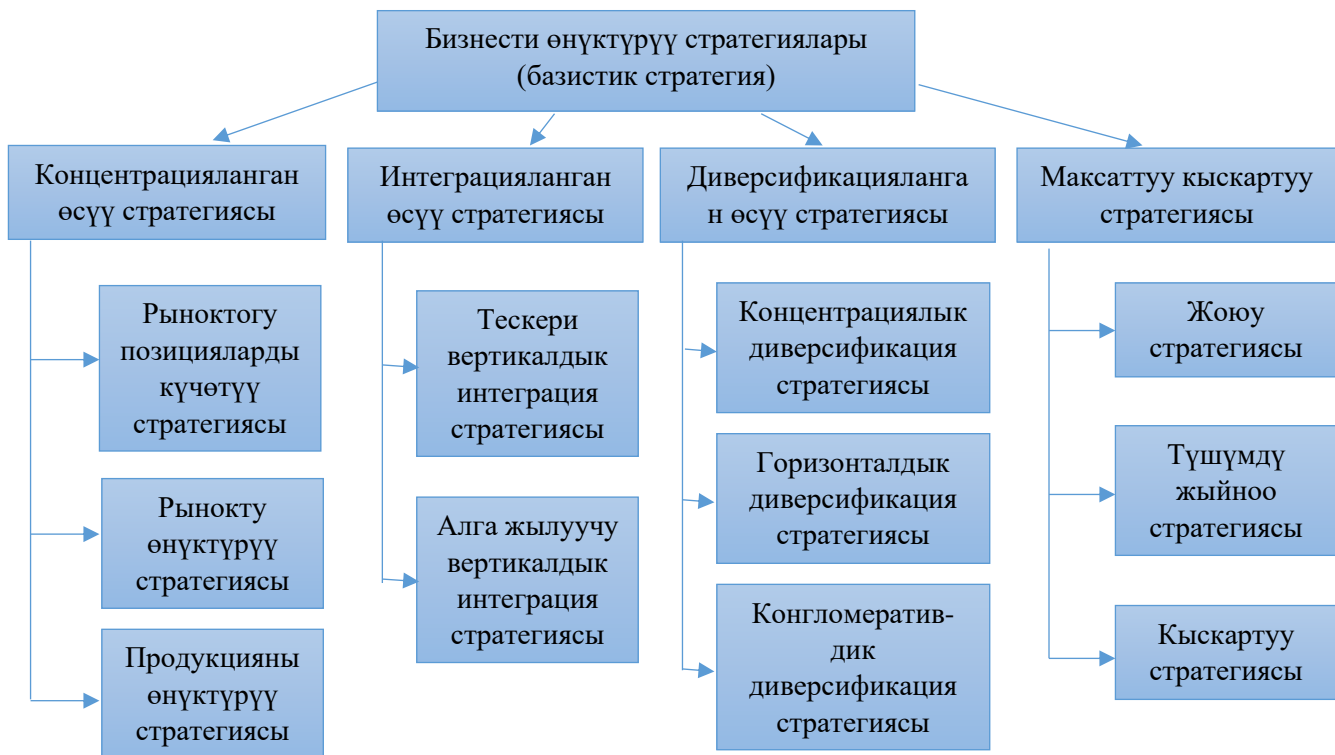 Бизнести өнүктүрүү стратегиялары
(базистик стратегия)
Концентрацияланган
өсүү стратегиясы
Интеграцияланган
өсүү стратегиясы
Диверсификацияланга
н өсүү стратегиясы
Максаттуу кыскартуу
стратегиясы
Рыноктогу
позицияларды
күчөтүү
стратегиясы
Рынокту
өнүктүрүү
стратегиясы
Продукцияны
өнүктүрүү
стратегиясы
Тескери
вертикалдык
интеграция
стратегиясы
Алга жылуучу
вертикалдык
интеграция
стратегиясы
Концентрациялык
диверсификация
стратегиясы
Горизонталдык
диверсификация
стратегиясы
Конгломератив-
дик
диверсификация
стратегиясы
Жоюу
стратегиясы
Түшүмдү
жыйноо
стратегиясы
Кыскартуу
стратегиясы